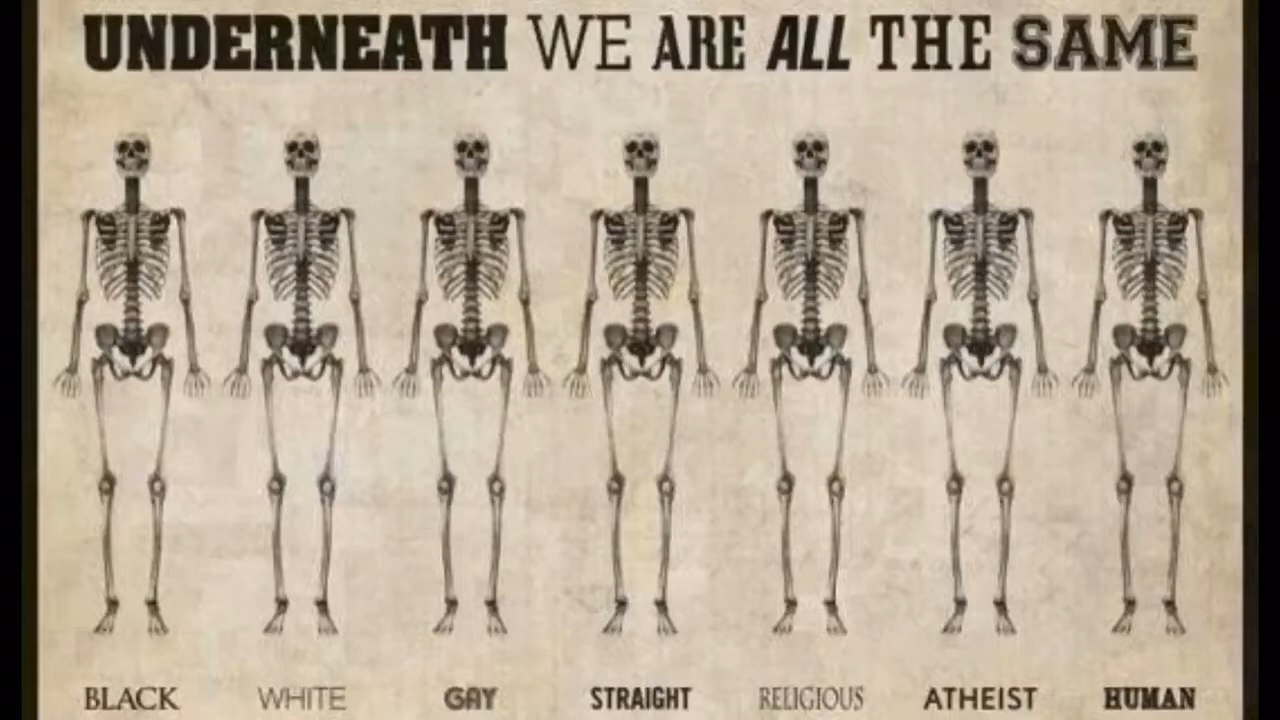 UNDERNEATH WE ARE ALL THE SAME
BLACK WHITE GAY STRAIGHT RELIGIOUS ATHEIST HUMAN